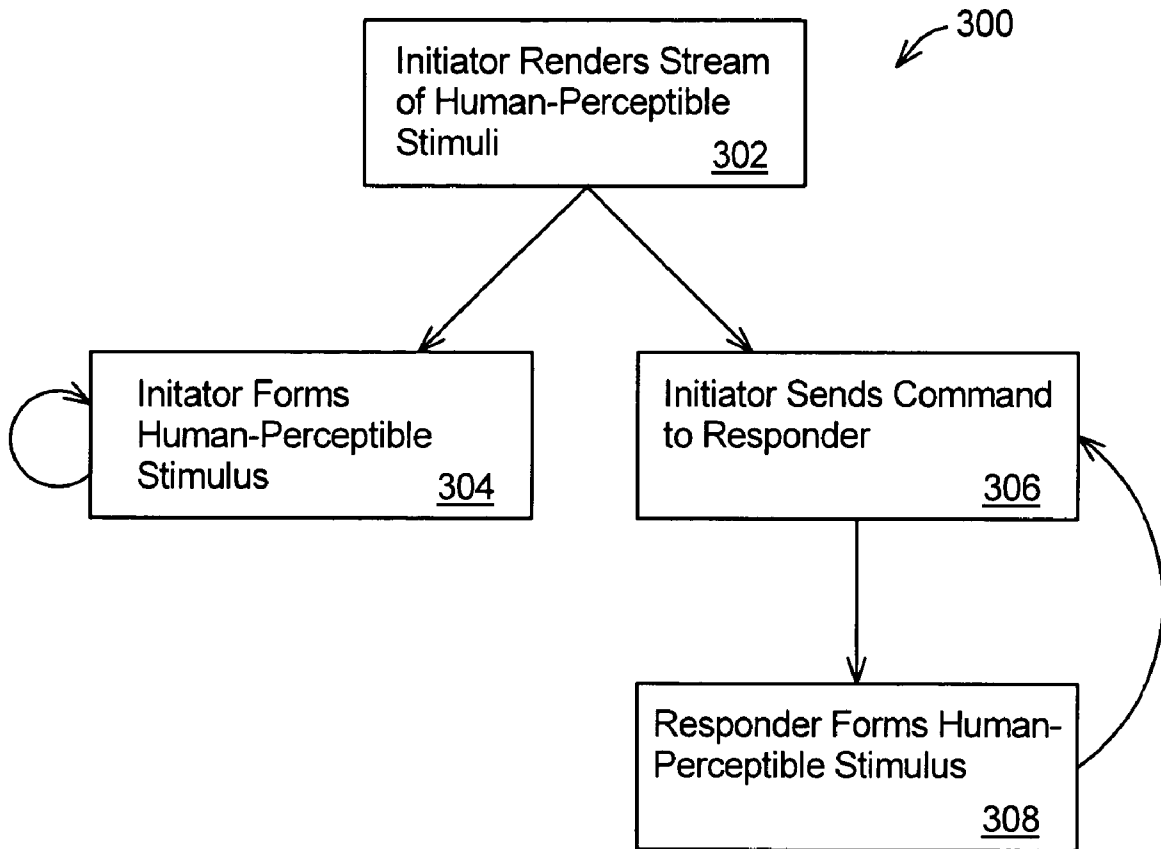 300
Initiator Renders Stream
of Human-Perceptible
Stimuli
302
Initator Forms
Human-Perceptible
Stimulus
304
Initiator Sends Command
to Responder
306
Responder Forms Human-
Perceptible Stimulus
308